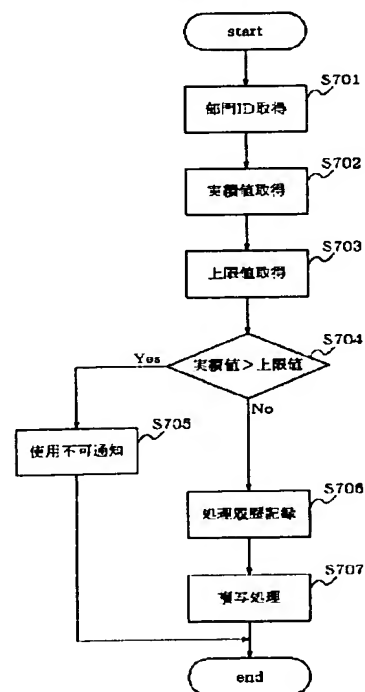 start
S701
部門ID取得
S702
実績値取得
S703
上限値取得
S704
実績値>上限値
Yes
No
S705
使用不可通知
S706
処理履歴記録
S707
複写処理
end